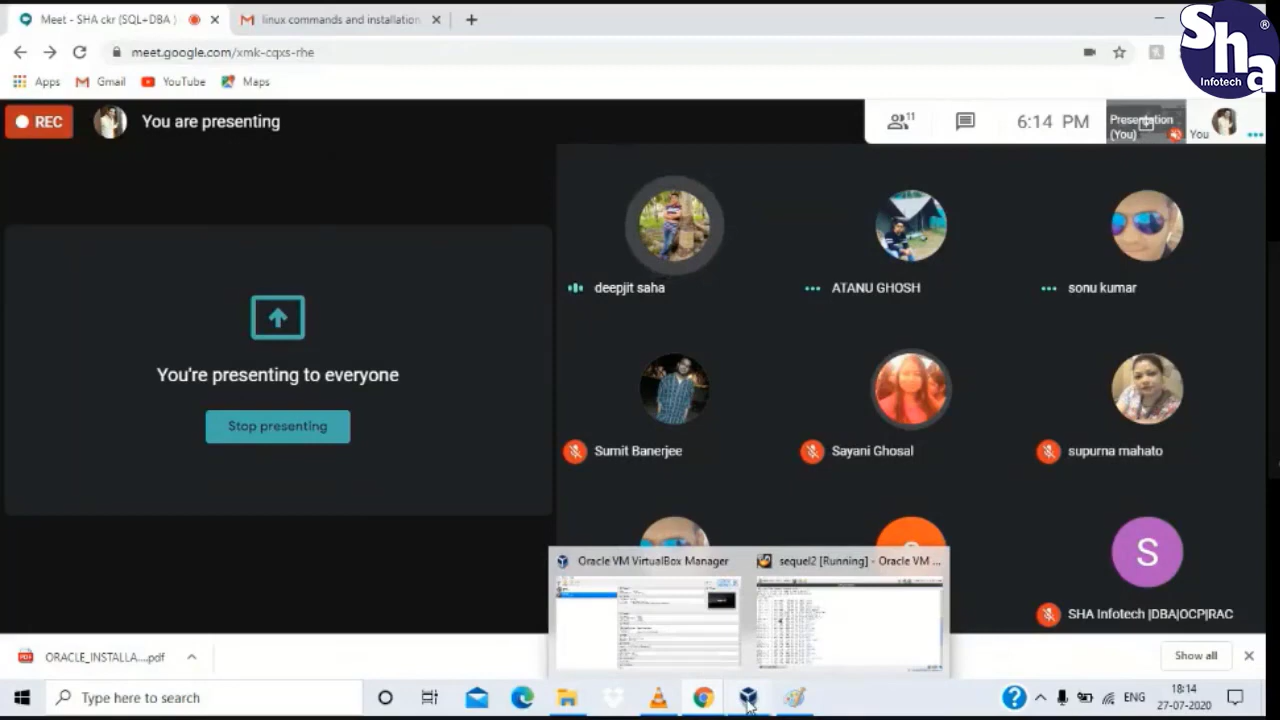 Meet - SHA ckr (SQL+DBA )
linux commands and installation
Sha
®
Infotech
meet.google.com/xmk-cqxs-rhe
Apps
Gmail
YouTube
Maps
REC
You are presenting
11
6:14 PM
Presentation
(You)
You
You're presenting to everyone
Stop presenting
deepjit saha
ATANU GHOSH
sonu kumar
Sumit Banerjee
Sayani Ghosal
supurna mahato
S
SHA Infotech |DBA|OCP|RAC
Oracle VM VirtualBox Manager
sequel2 [Running] - Oracle VM ...
ORACLE_INSTALLA....pdf
Show all
Type here to search
ENG
18:14
27-07-2020